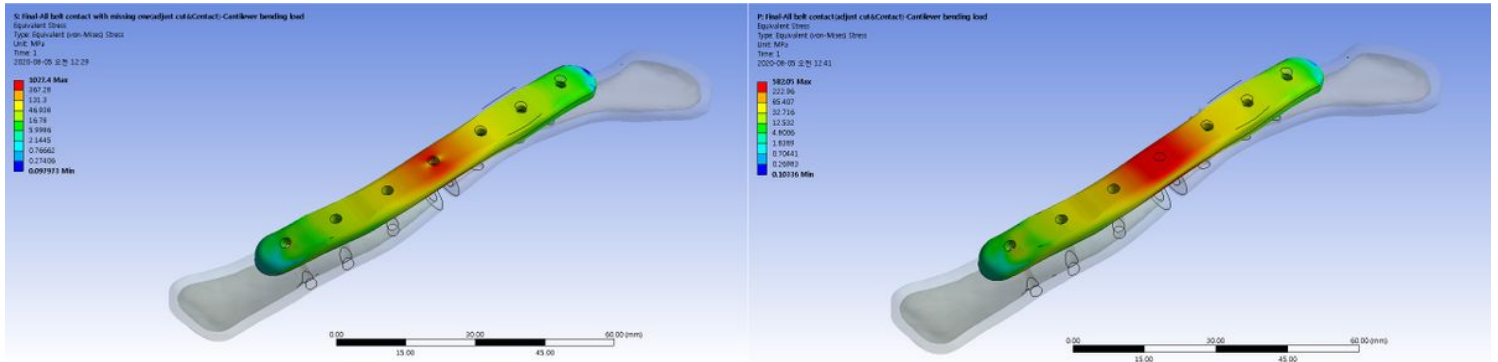 S: Final-All bolt contact with missing one(adjust cut&Contact)-Cantilever bending load
Equivalent Stress
Type: Equivalent (von-Mises) Stress
Unit: MPa
Time: 1
2020-08-05 오전 12:29
1027.4 Max
367.28
131.3
46.938
16.78
5.9986
2.1445
0.76662
0.27406
0.097973 Min
0.00
15.00
30.00
45.00
60.00 (mm)
P: Final-All bolt contact(adjust cut&Contact)-Cantilever bending load
Equivalent Stress
Type: Equivalent (von-Mises) Stress
Unit: MPa
Time: 1
2020-08-05 오전 12:41
582.05 Max
222.96
85.407
32.716
12.532
4.8006
1.8389
0.70441
0.26983
0.10336 Min
0.00
15.00
30.00
45.00
60.00 (mm)